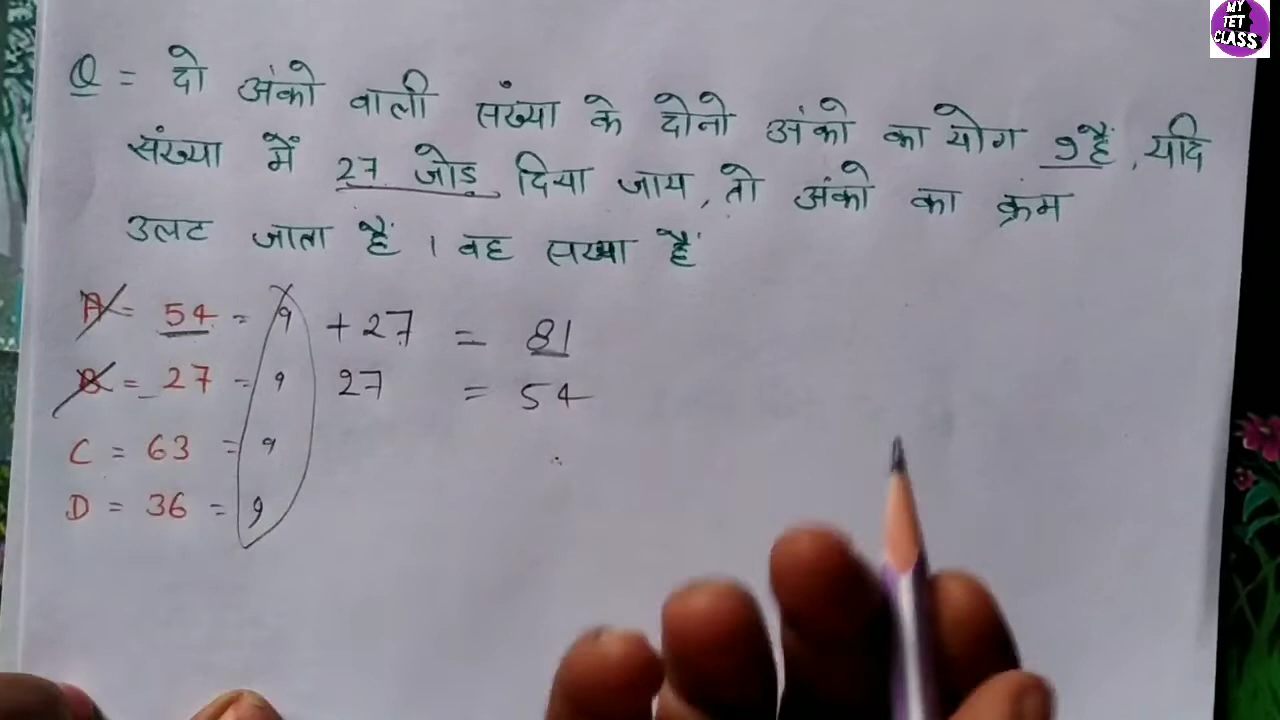 MY
TET
CLASS
Q = दो अंको वाली संख्या के दोनो अंको का योग 9 हैं, यदि
संख्या में 27 जोड़ दिया जाय, तो अंको का क्रम
उलट जाता हैं । वह सख्या हैं
A = 54 = 9 + 27 = 81
B = 27 = 9 27 = 54
C = 63 = 9
D = 36 = 9